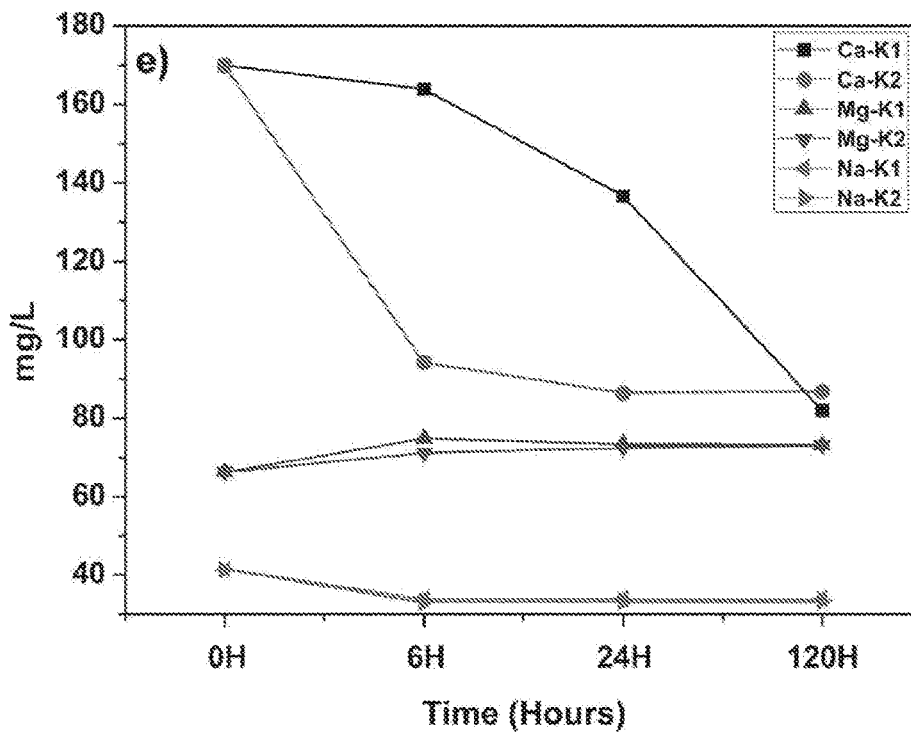 e)
180
160
140
120
100
80
60
40
mg/L
Ca-K1
Ca-K2
Mg-K1
Mg-K2
Na-K1
Na-K2
0H 6H 24H 120H
Time (Hours)